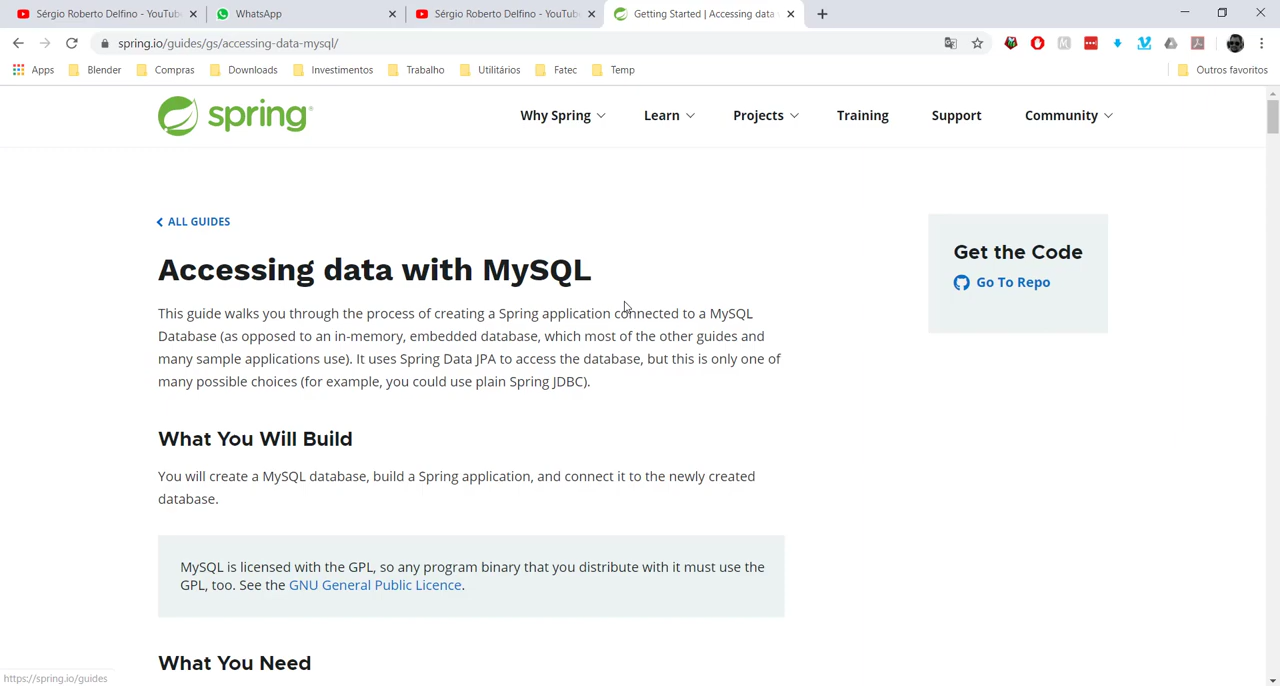 Sérgio Roberto Delfino - YouTub
WhatsApp
Sérgio Roberto Delfino - YouTub
Getting Started | Accessing data
spring.io/guides/gs/accessing-data-mysql/
Apps
Blender
Compras
Downloads
Investimentos
Trabalho
Utilitários
Fatec
Temp
Outros favoritos
spring
Why Spring
Learn
Projects
Training
Support
Community
ALL GUIDES
Accessing data with MySQL
This guide walks you through the process of creating a Spring application connected to a MySQL
Database (as opposed to an in-memory, embedded database, which most of the other guides and
many sample applications use). It uses Spring Data JPA to access the database, but this is only one of
many possible choices (for example, you could use plain Spring JDBC).
Get the Code
Go To Repo
What You Will Build
You will create a MySQL database, build a Spring application, and connect it to the newly created
database.
MySQL is licensed with the GPL, so any program binary that you distribute with it must use the
GPL, too. See the GNU General Public Licence.
What You Need
https://spring.io/guides